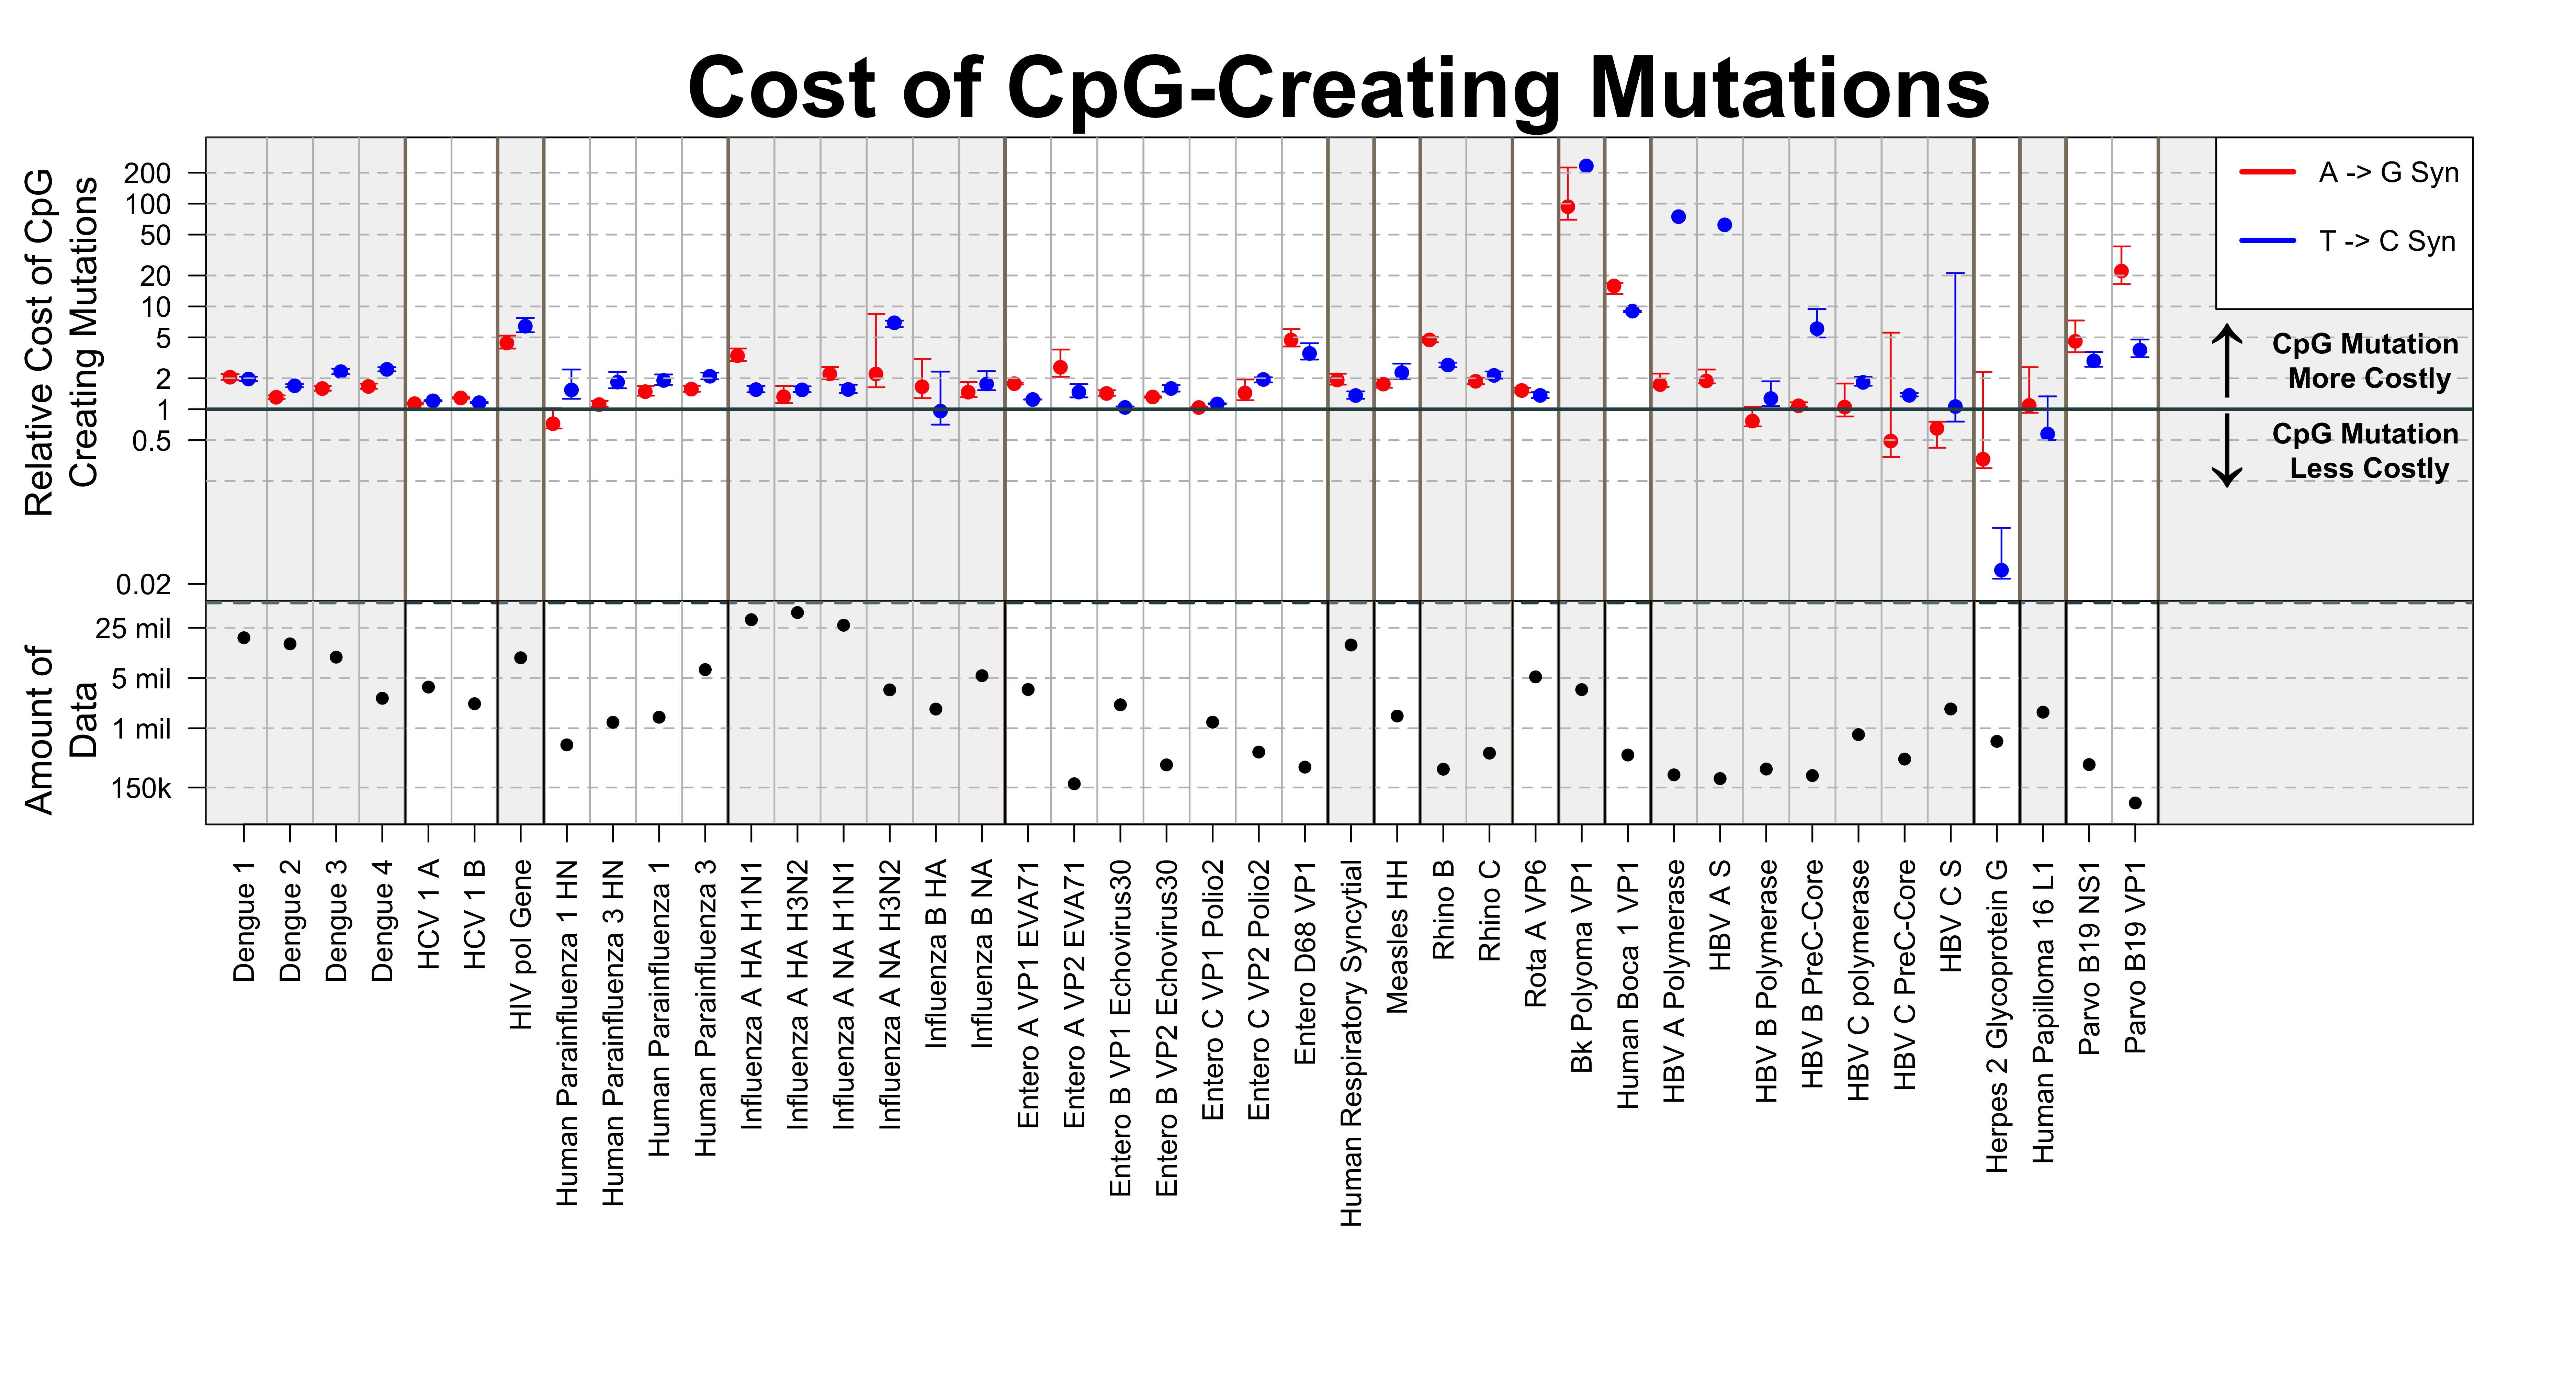 Cost of CpG-Creating Mutations
Relative Cost of CpG
Creating Mutations
200
100
50
20
10
5
2
1
0.5
0.02
A -> G Syn
T -> C Syn
CpG Mutation
More Costly
CpG Mutation
Less Costly
Amount of
Data
25 mil
5 mil
1 mil
150k
Dengue 1
Dengue 2
Dengue 3
Dengue 4
HCV 1 A
HCV 1 B
HIV pol Gene
Human Parainfluenza 1 HN
Human Parainfluenza 3 HN
Human Parainfluenza 1
Human Parainfluenza 3
Influenza A HA H1N1
Influenza A HA H3N2
Influenza A NA H1N1
Influenza A NA H3N2
Influenza B HA
Influenza B NA
Entero A VP1 EVA71
Entero A VP2 EVA71
Entero B VP1 Echovirus30
Entero B VP2 Echovirus30
Entero C VP1 Polio2
Entero C VP2 Polio2
Entero D68 VP1
Human Respiratory Syncytial
Measles HH
Rhino B
Rhino C
Rota A VP6
Bk Polyoma VP1
Human Boca 1 VP1
HBV A Polymerase
HBV A S
HBV B Polymerase
HBV B PreC-Core
HBV C polymerase
HBV C PreC-Core
HBV C S
Herpes 2 Glycoprotein G
Human Papilloma 16 L1
Parvo B19 NS1
Parvo B19 VP1